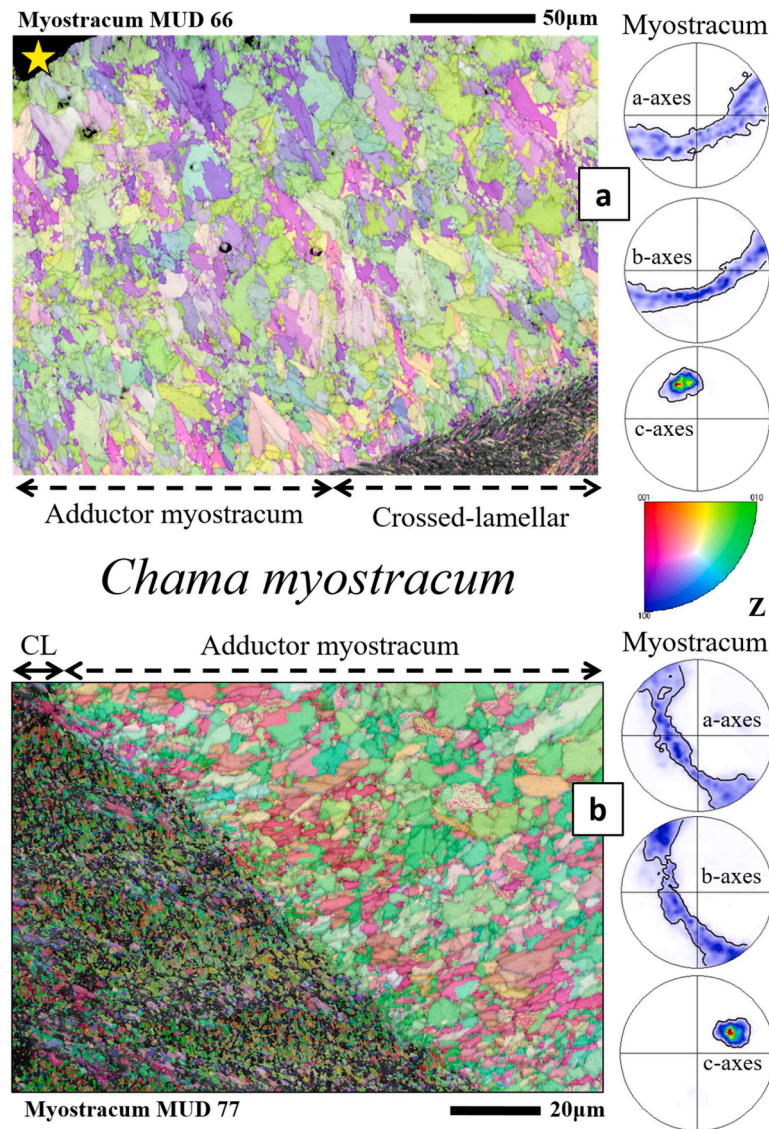 Myostracum MUD 66
50µm
Myostracum
a-axes
a
b-axes
c-axes
Adductor myostracum
Crossed-lamellar
001
010
100
Z
Chama myostracum
CL
Adductor myostracum
Myostracum
a-axes
b
b-axes
c-axes
Myostracum MUD 77
20µm